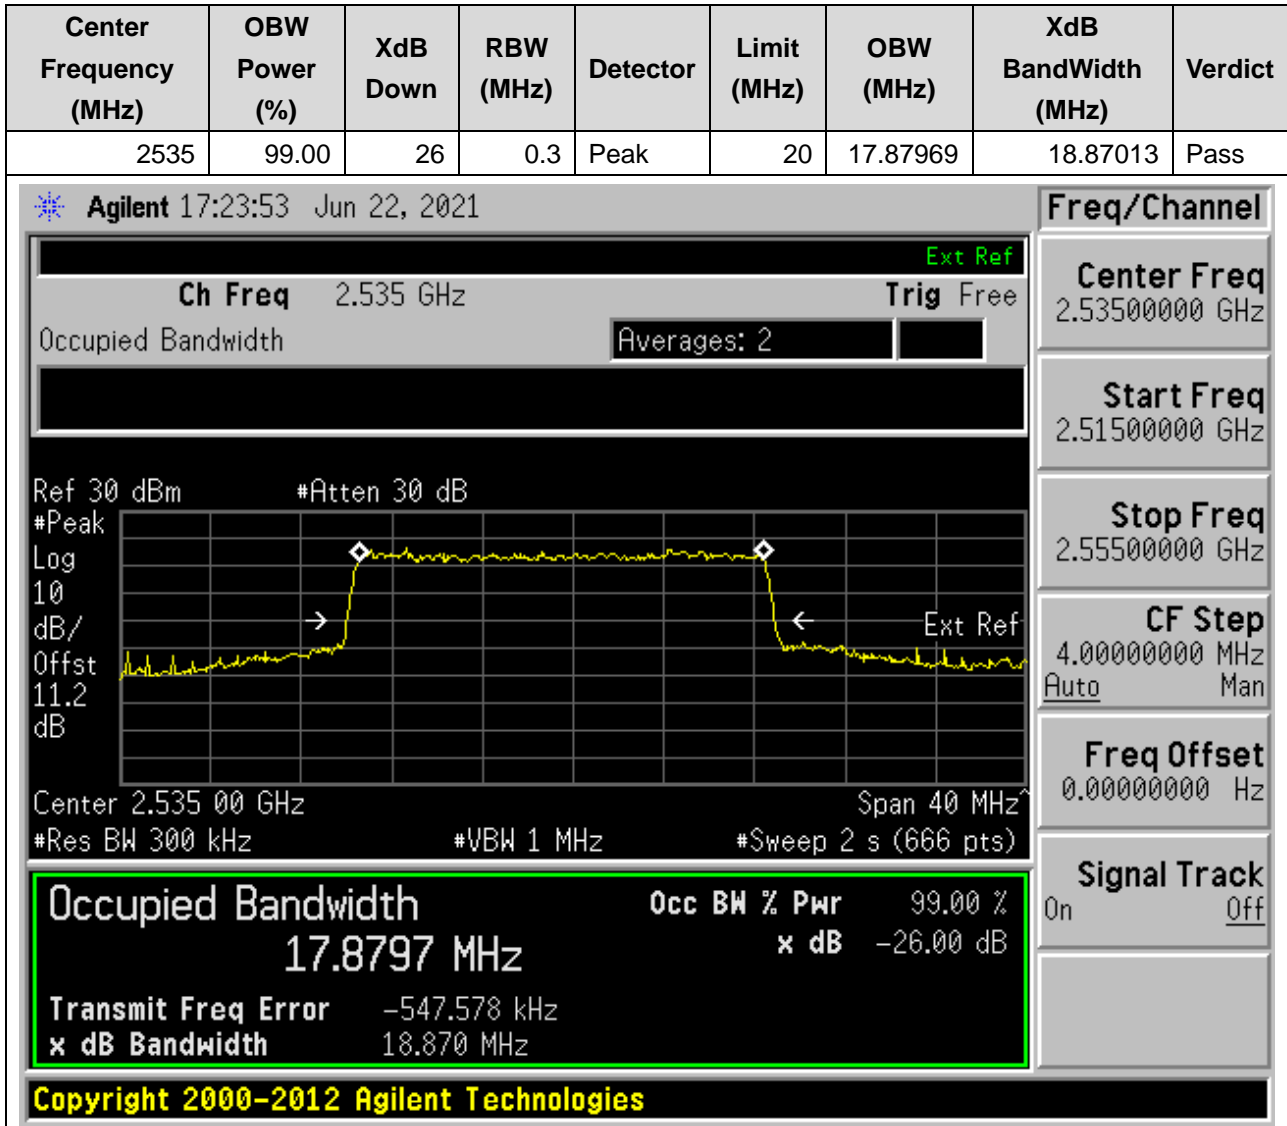 Center Frequency (MHz) OBW Power (%) XdB Down RBW (MHz) Detector Limit (MHz) OBW (MHz) XdB BandWidth (MHz) Verdict
2535 99.00 26 0.3 Peak 20 17.87969 18.87013 Pass
Agilent 17:23:53 Jun 22, 2021
Ext Ref
Ch Freq 2.535 GHz Trig Free
Occupied Bandwidth Averages: 2
Ref 30 dBm #Atten 30 dB
#Peak
Log
10
dB/
Offst
11.2
dB
Ext Ref
Center 2.535 00 GHz Span 40 MHz^
#Res BW 300 kHz #VBW 1 MHz #Sweep 2 s (666 pts)
Occupied Bandwidth Occ BW % Pwr 99.00 %
17.8797 MHz x dB -26.00 dB
Transmit Freq Error -547.578 kHz
x dB Bandwidth 18.870 MHz
Copyright 2000-2012 Agilent Technologies
Freq/Channel
Center Freq
2.53500000 GHz
Start Freq
2.51500000 GHz
Stop Freq
2.55500000 GHz
CF Step
4.00000000 MHz
Auto Man
Freq Offset
0.00000000 Hz
Signal Track
On Off